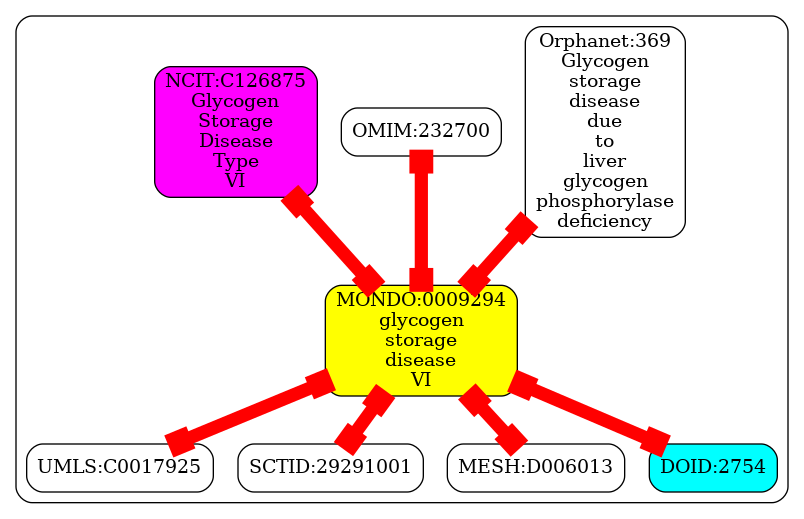 NCIT:C126875
Glycogen
Storage
Disease
Type
VI
OMIM:232700
Orphanet:369
Glycogen
storage
disease
due
to
liver
glycogen
phosphorylase
deficiency
MONDO:0009294
glycogen
storage
disease
VI
UMLS:C0017925
SCTID:29291001
MESH:D006013
DOID:2754